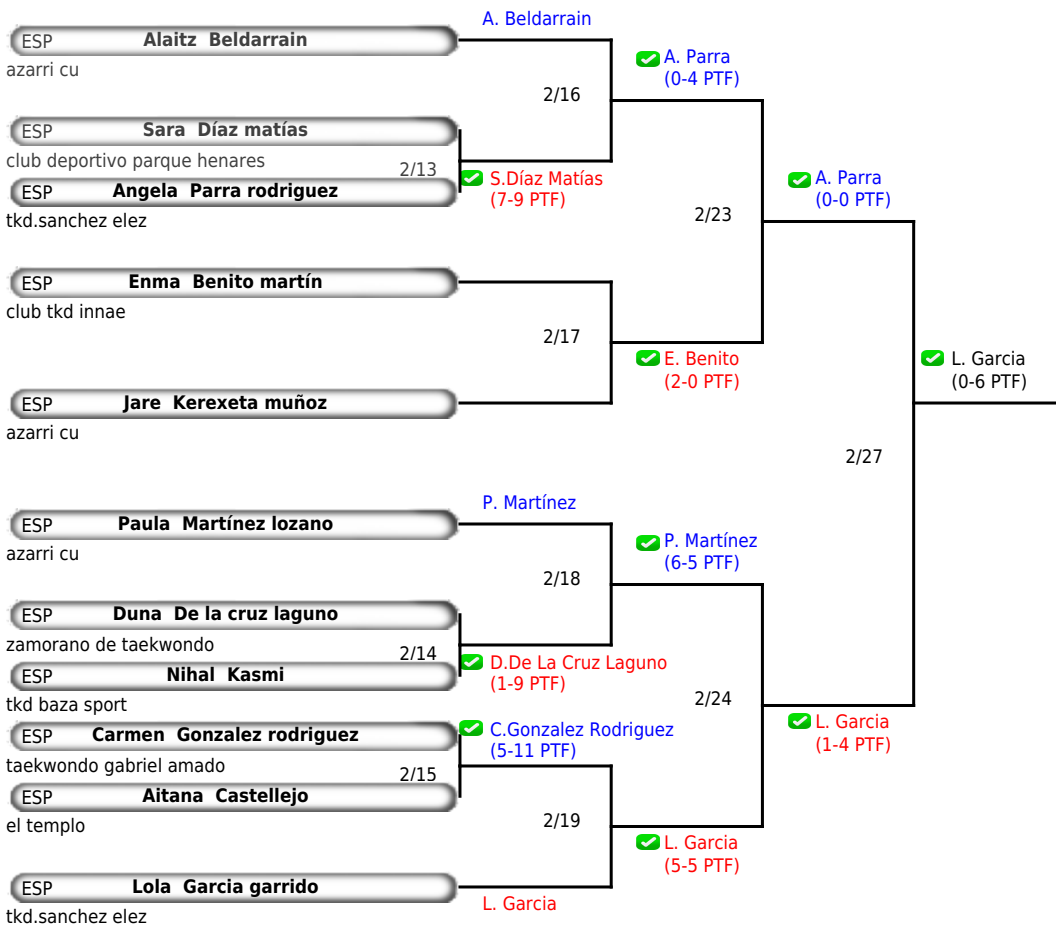 A. Beldarrain
ESP Alaitz Beldarrain
azarri cu
A. Parra
(0-4 PTF)
2/16
ESP Sara Díaz matías
club deportivo parque henares
2/13
ESP Angela Parra rodriguez
tkd.sanchez elez
S.Díaz Matías
(7-9 PTF)
A. Parra
(0-0 PTF)
2/23
ESP Enma Benito martín
club tkd innae
2/17
E. Benito
(2-0 PTF)
L. Garcia
(0-6 PTF)
ESP Jare Kerexeta muñoz
azarri cu
2/27
P. Martínez
ESP Paula Martínez lozano
azarri cu
P. Martínez
(6-5 PTF)
2/18
ESP Duna De la cruz laguno
zamorano de taekwondo
2/14
ESP Nihal Kasmi
tkd baza sport
D.De La Cruz Laguno
(1-9 PTF)
2/24
ESP Carmen Gonzalez rodriguez
taekwondo gabriel amado
C.Gonzalez Rodriguez
(5-11 PTF)
L. Garcia
(1-4 PTF)
2/15
ESP Aitana Castellejo
el templo
2/19
L. Garcia
(5-5 PTF)
ESP Lola Garcia garrido
tkd.sanchez elez
L. Garcia